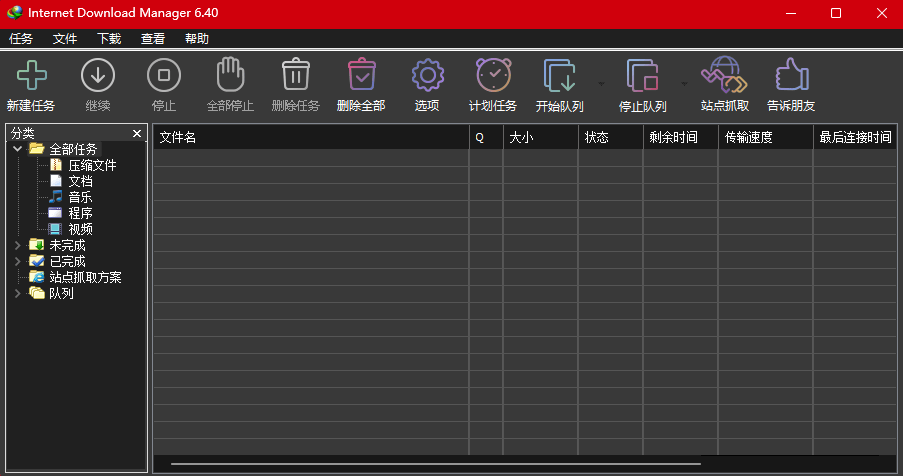 Internet Download Manager 6.40
任务 文件 下载 查看 帮助
新建任务 继续 停止 全部停止 删除任务 删除全部 选项 计划任务 开始队列 停止队列 站点抓取 告诉朋友
分类
文件名 Q 大小 状态 剩余时间 传输速度 最后连接时间
全部任务
压缩文件
文档
音乐
程序
视频
未完成
已完成
站点抓取方案
队列